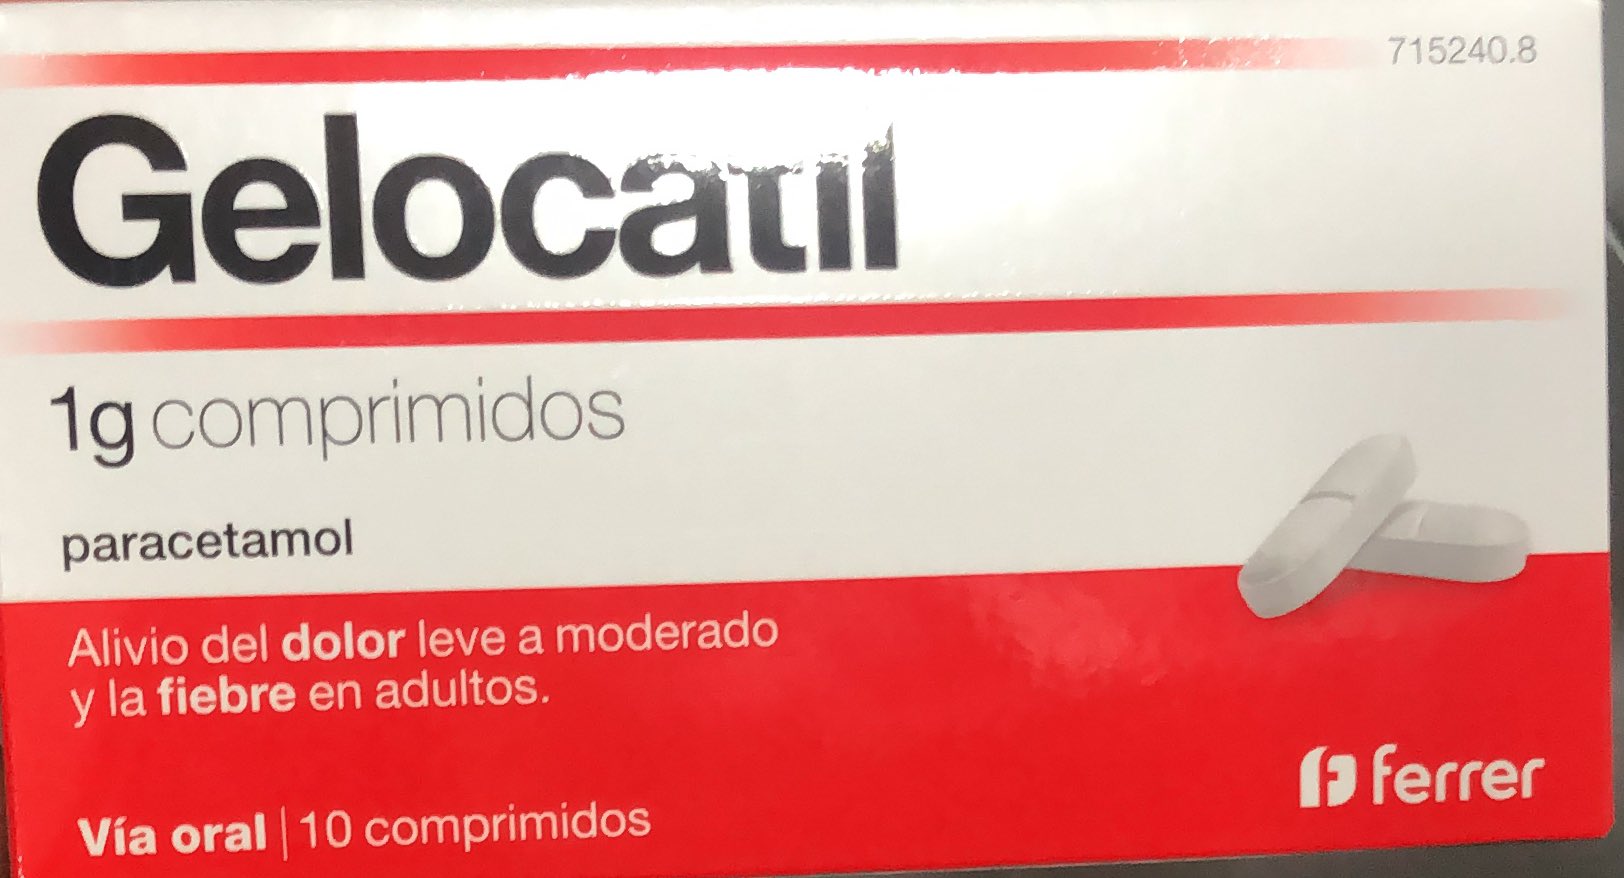 715240.8
Gelocatil
1g comprimidos
paracetamol
Alivio del dolor leve a moderado
y la fiebre en adultos.
Vía oral | 10 comprimidos
ferrer